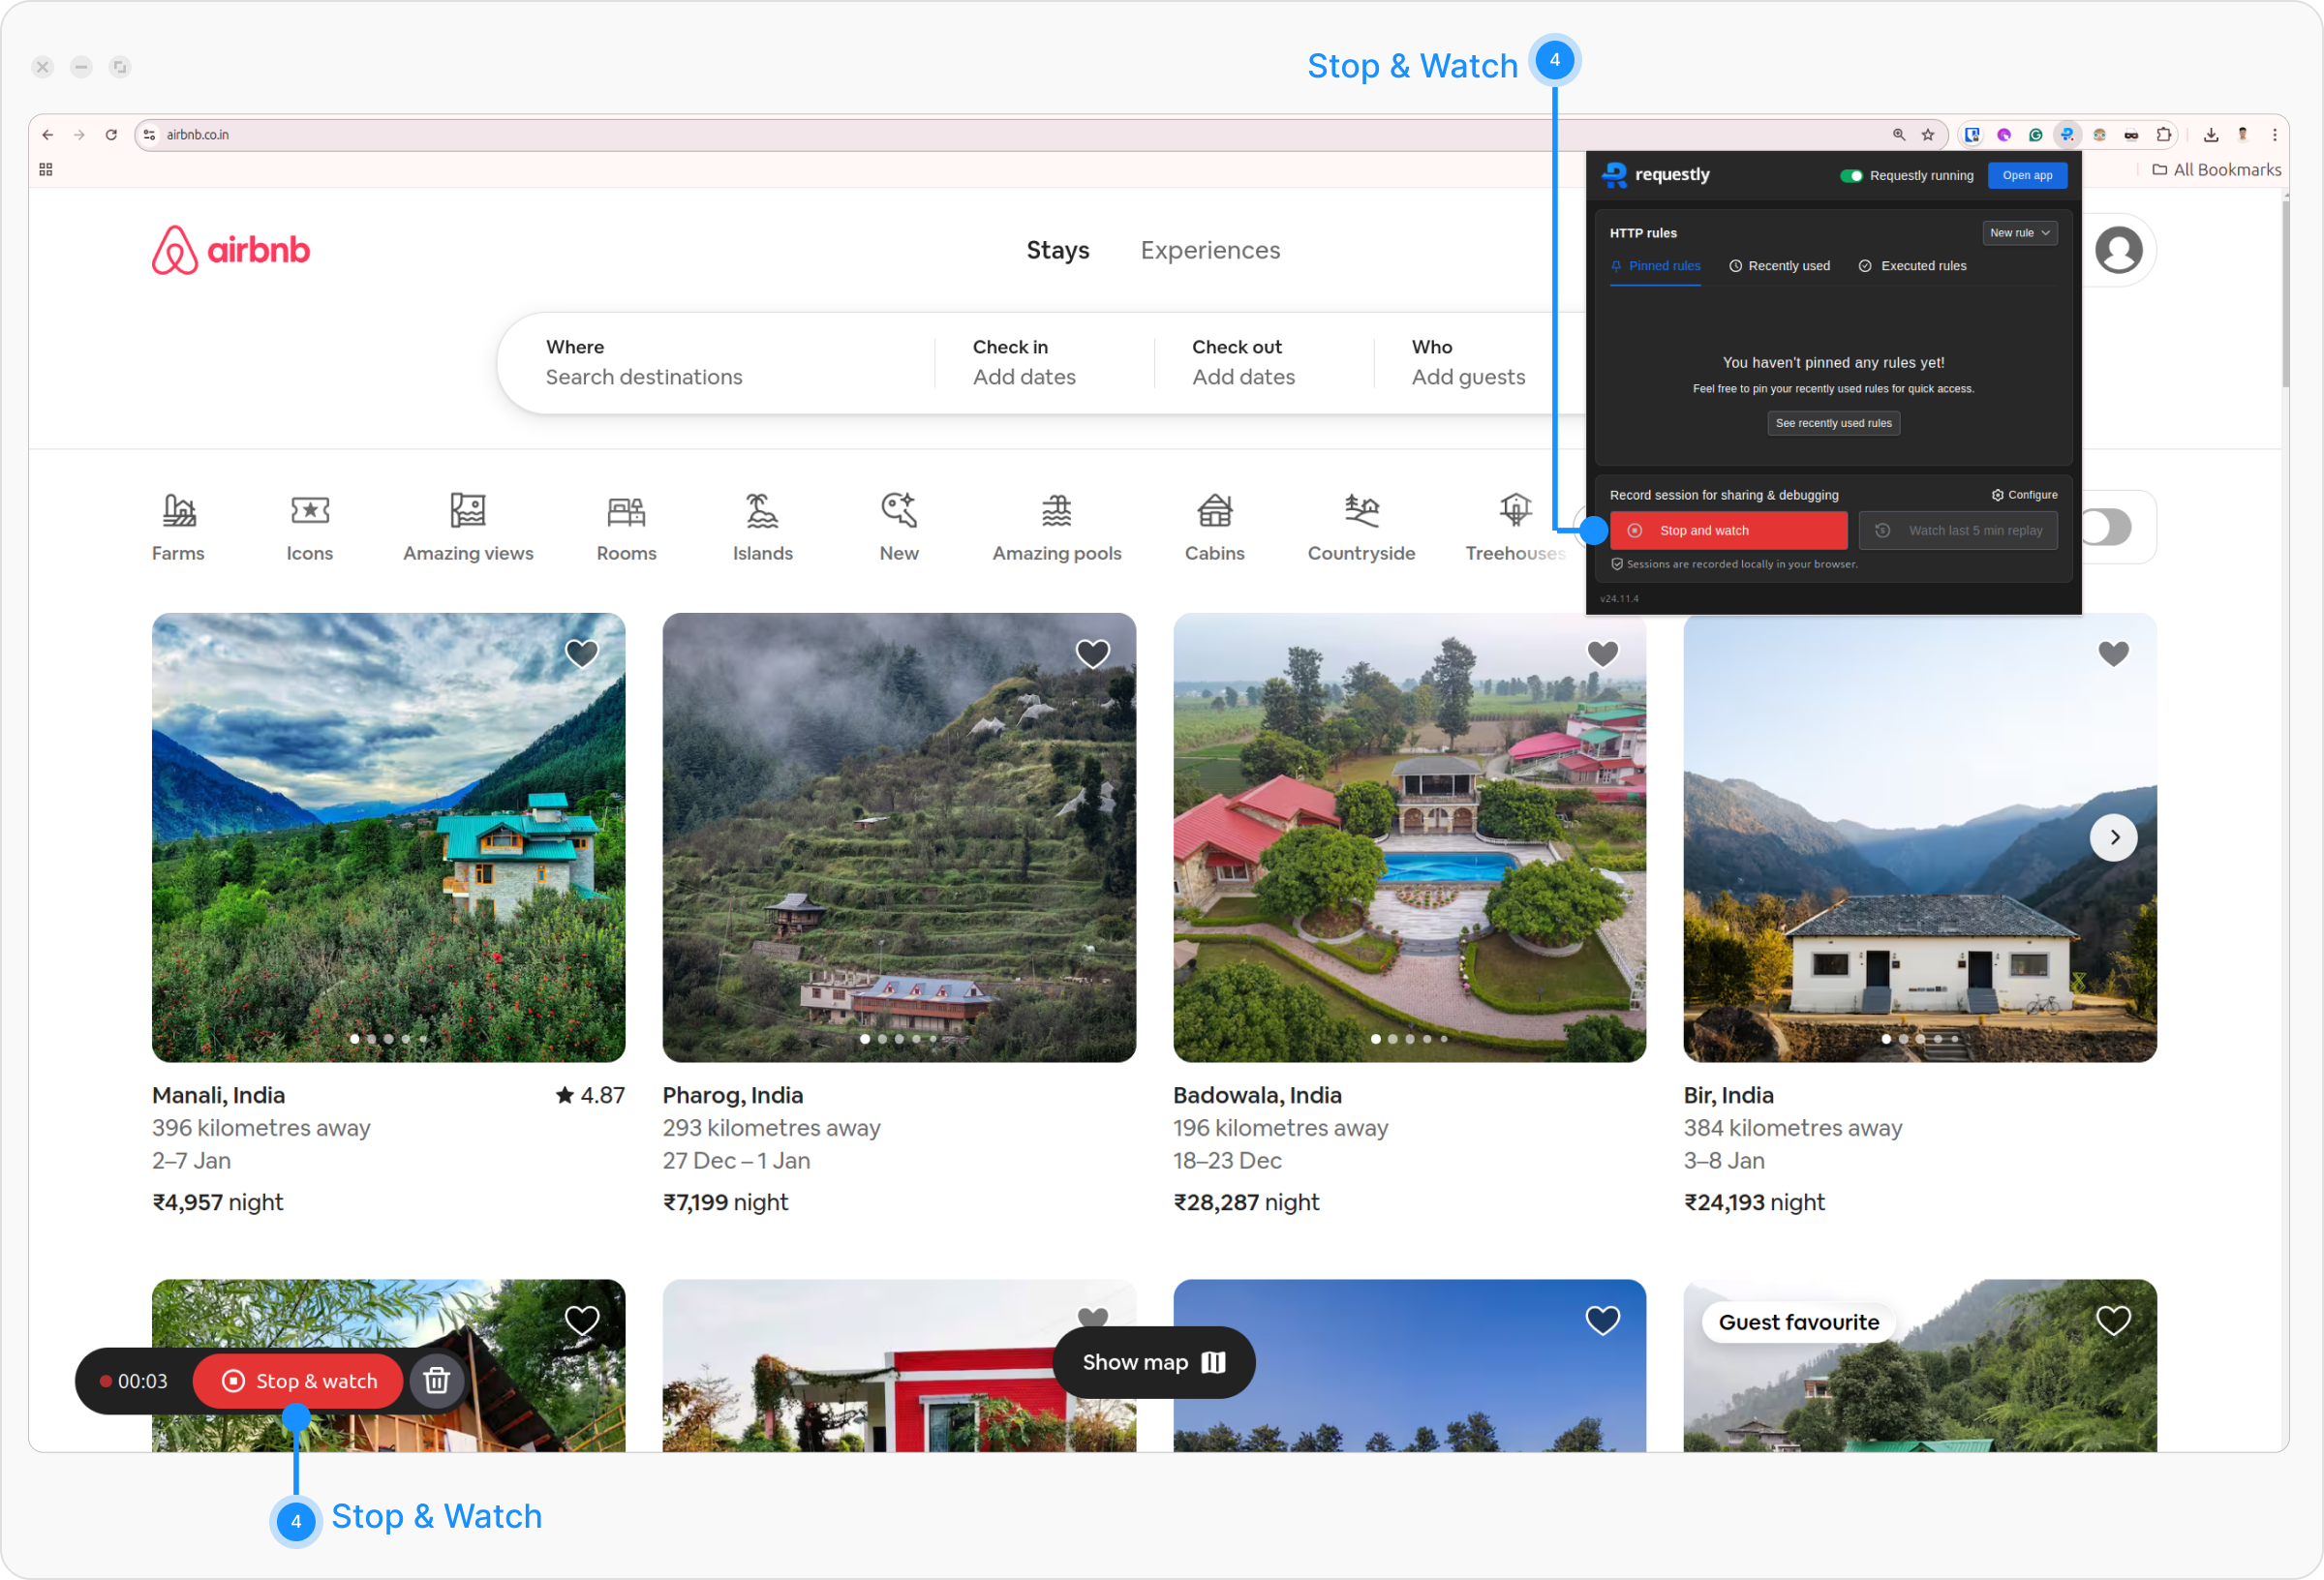 Stop & Watch 4
airbnb.co.in
All Bookmarks
requestly
Requestly running
Open app
airbnb
Stays
Experiences
HTTP rules
New rule
Pinned rules
Recently used
Executed rules
Where
Search destinations
Check in
Add dates
Check out
Add dates
Who
Add guests
You haven't pinned any rules yet!
Feel free to pin your recently used rules for quick access.
See recently used rules
Record session for sharing & debugging
Configure
Stop and watch
Watch last 5 min replay
Sessions are recorded locally in your browser.
v24.11.4
Farms
Icons
Amazing views
Rooms
Islands
New
Amazing pools
Cabins
Countryside
Treehouses
Manali, India
4.87
396 kilometres away
2–7 Jan
₹4,957 night
Pharog, India
293 kilometres away
27 Dec – 1 Jan
₹7,199 night
Badowala, India
196 kilometres away
18–23 Dec
₹28,287 night
Bir, India
384 kilometres away
3–8 Jan
₹24,193 night
Guest favourite
Show map
00:03
Stop & watch
4 Stop & Watch